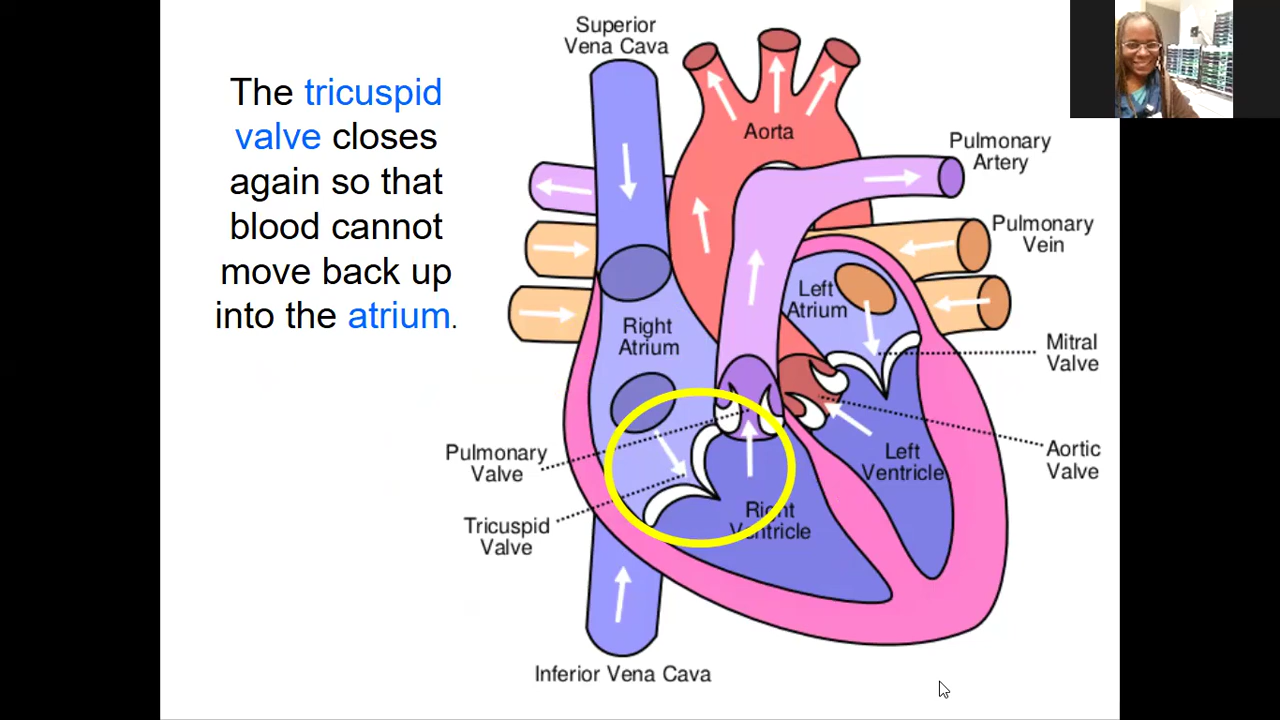 The tricuspid
valve closes
again so that
blood cannot
move back up
into the atrium.
Superior
Vena Cava
Aorta
Pulmonary
Artery
Pulmonary
Vein
Left
Atrium
Right
Atrium
Mitral
Valve
Pulmonary
Valve
Left
Ventricle
Aortic
Valve
Tricuspid
Valve
Right
Ventricle
Inferior Vena Cava